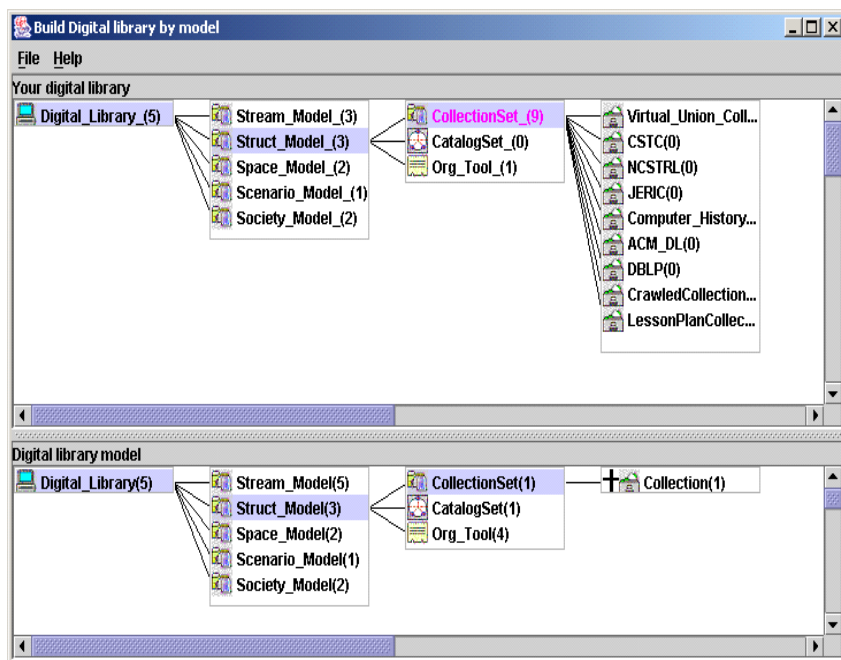 Build Digital library by model
File Help
Your digital library
Digital_Library_(5)
Stream_Model_(3)
Struct_Model_(3)
Space_Model_(2)
Scenario_Model_(1)
Society_Model_(2)
CollectionSet_(9)
CatalogSet_(0)
Org_Tool_(1)
Virtual_Union_Coll...
CSTC(0)
NCSTRL(0)
JERIC(0)
Computer_History...
ACM_DL(0)
DBLP(0)
CrawledCollection...
LessonPlanCollec...
Digital library model
Digital_Library(5)
Stream_Model(5)
Struct_Model(3)
Space_Model(2)
Scenario_Model(1)
Society_Model(2)
CollectionSet(1)
CatalogSet(1)
Org_Tool(4)
Collection(1)